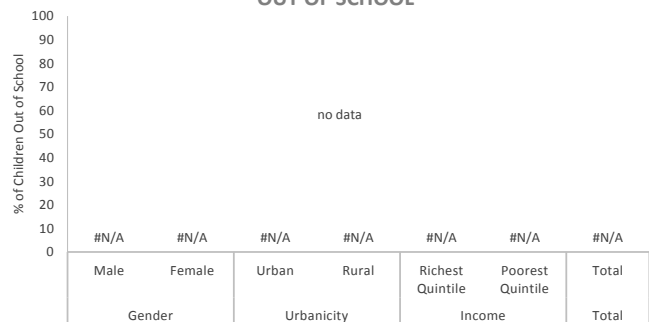 OUT OF SCHOOL
% of Children Out of School
100
90
80
70
60
50
40
30
20
10
0
no data
#N/A #N/A #N/A #N/A #N/A #N/A #N/A
Male Female Urban Rural Richest Quintile Poorest Quintile Total
Gender Urbanicity Income Total